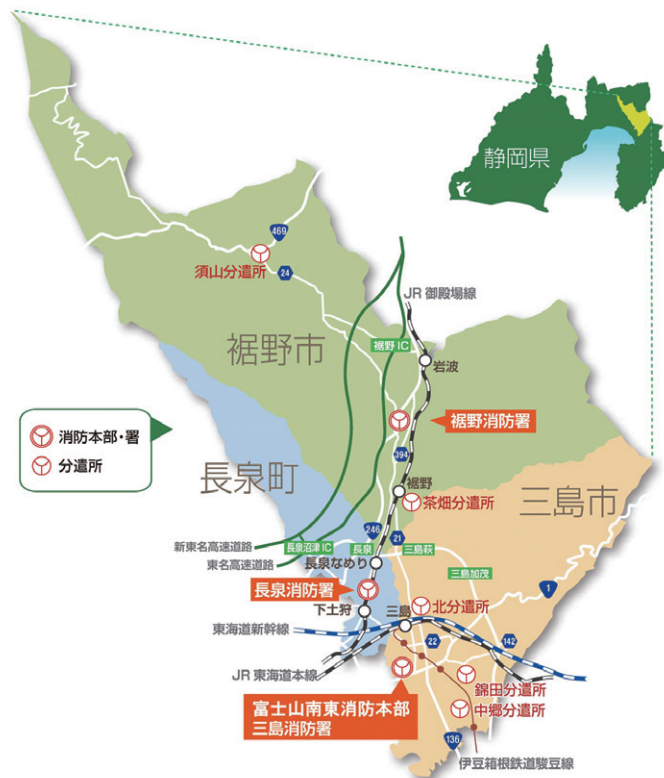 静岡県
469
須山分遣所
24
JR 御殿場線
裾野市
裾野 IC
岩波
消防本部・署
分遣所
裾野消防署
394
長泉町
裾野
茶畑分遣所
三島市
246
21
新東名高速道路
長泉沼津 IC
長泉
三島萩
東名高速道路
長泉なめり
三島加茂
1
長泉消防署
北分遣所
下土狩
三島
東海道新幹線
22
142
JR 東海道本線
錦田分遣所
富士山南東消防本部
三島消防署
中郷分遣所
136
伊豆箱根鉄道駿豆線